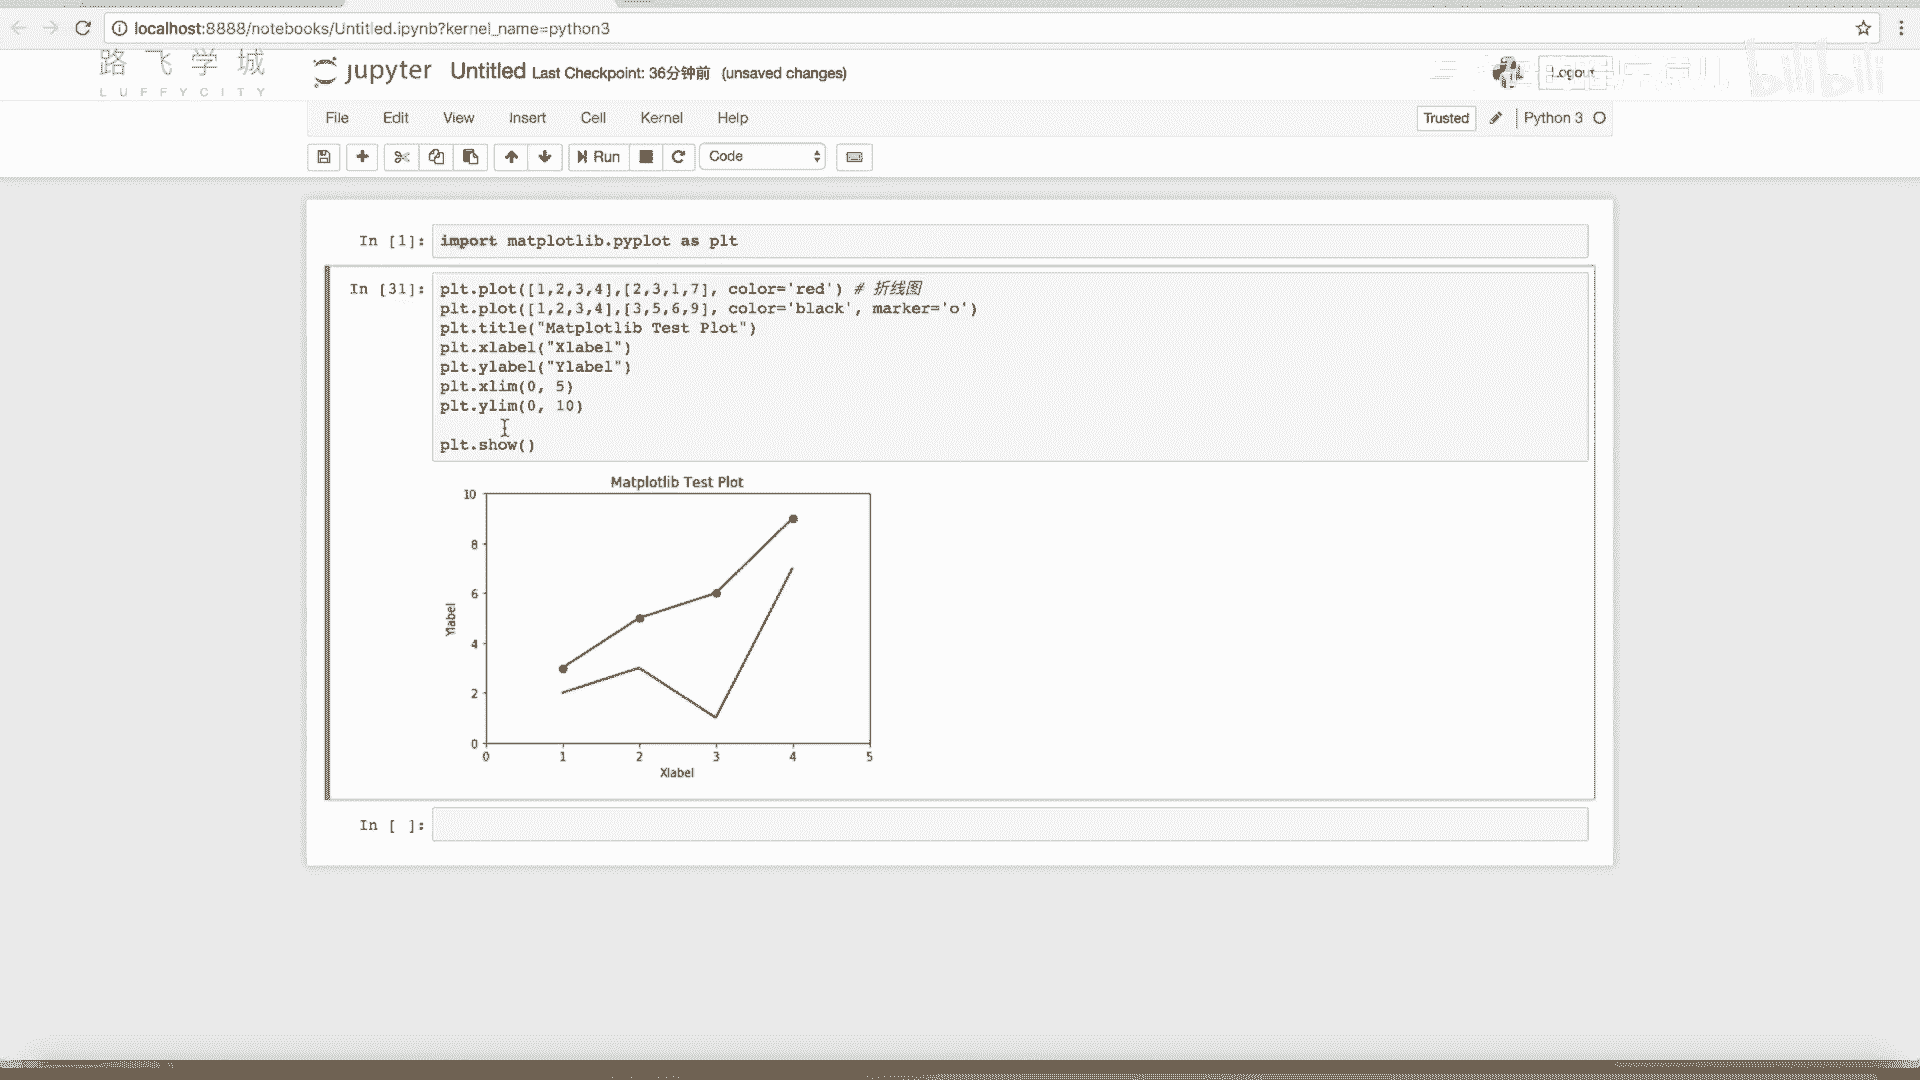 localhost:8888/notebooks/Untitled.ipynb?kernel_name=python3
路飞学城
LUFFYCITY
jupyter Untitled Last Checkpoint: 36分钟前 (unsaved changes)
Logout
bilibili
File Edit View Insert Cell Kernel Help
Trusted
Python 3
Run
Code
In [1]: import matplotlib.pyplot as plt
In [31]: plt.plot([1,2,3,4],[2,3,1,7], color='red') # 折线图
plt.plot([1,2,3,4],[3,5,6,9], color='black', marker='o')
plt.title("Matplotlib Test Plot")
plt.xlabel("Xlabel")
plt.ylabel("Ylabel")
plt.xlim(0, 5)
plt.ylim(0, 10)
plt.show()
Matplotlib Test Plot
10
8
6
4
2
0
Ylabel
0 1 2 3 4 5
Xlabel
In [ ]: